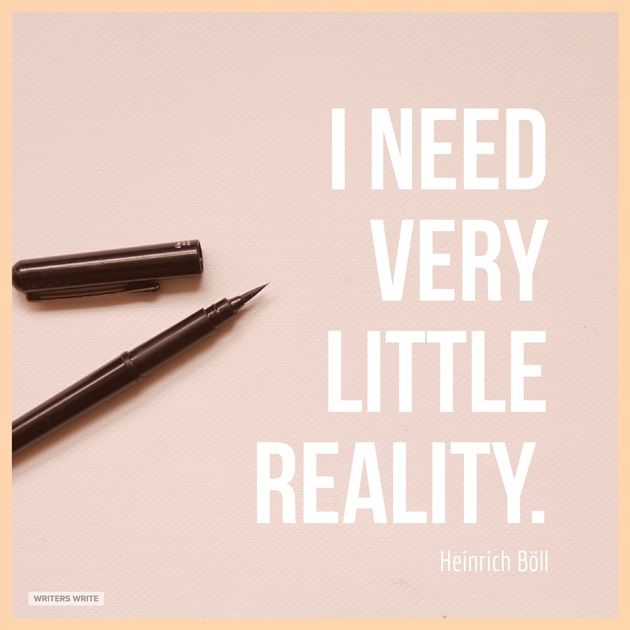 I NEED
VERY
LITTLE
REALITY.
Heinrich Böll
WRITERS WRITE